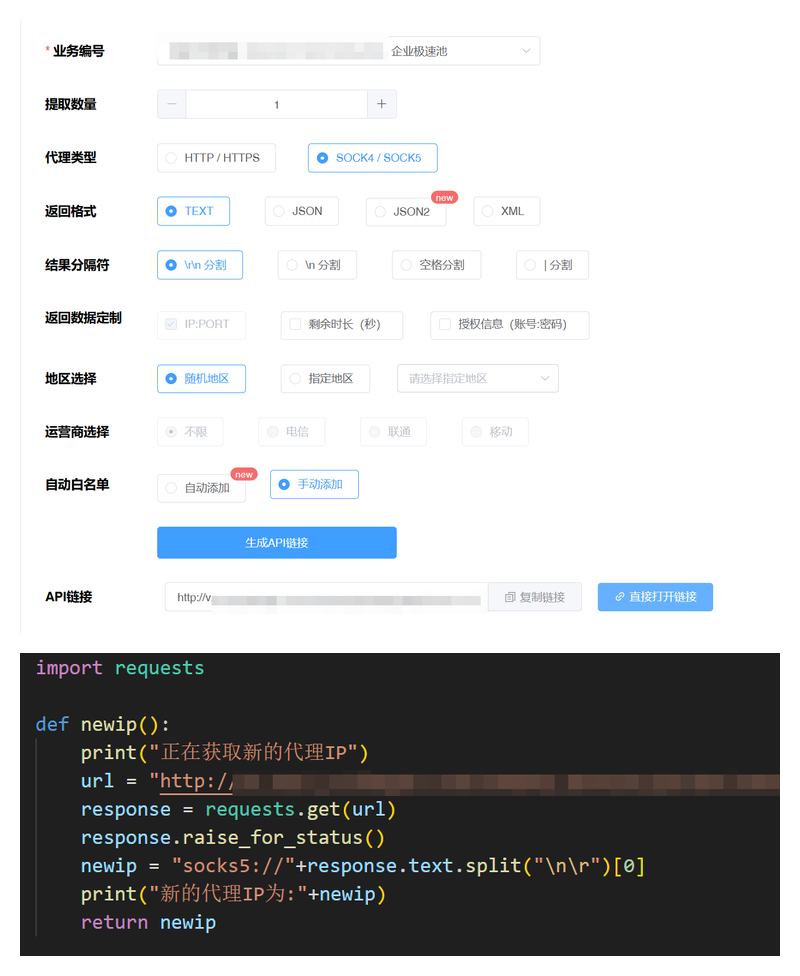 * 业务编号 企业极速池
提取数量 − 1 +
代理类型 HTTP / HTTPS SOCK4 / SOCK5
返回格式 TEXT JSON JSON2 new XML
结果分隔符 \r\n 分割 \n 分割 空格分割 | 分割
返回数据定制 IP:PORT 剩余时长（秒） 授权信息（账号:密码）
地区选择 随机地区 指定地区 请选择指定地区
运营商选择 不限 电信 联通 移动
自动白名单 自动添加 new 手动添加
生成API链接
API链接 http://v 复制链接 直接打开链接
import requests
def newip():
    print("正在获取新的代理IP")
    url = "http://
    response = requests.get(url)
    response.raise_for_status()
    newip = "socks5://"+response.text.split("\n\r")[0]
    print("新的代理IP为:"+newip)
    return newip